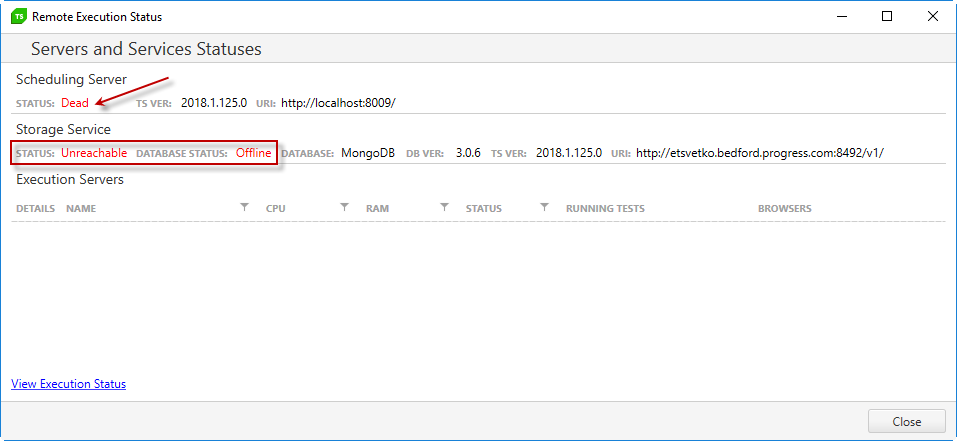 TS Remote Execution Status
Servers and Services Statuses
Scheduling Server
STATUS: Dead TS VER: 2018.1.125.0 URI: http://localhost:8009/
Storage Service
STATUS: Unreachable DATABASE STATUS: Offline DATABASE: MongoDB DB VER: 3.0.6 TS VER: 2018.1.125.0 URI: http://etsvetko.bedford.progress.com:8492/v1/
Execution Servers
DETAILS NAME CPU RAM STATUS RUNNING TESTS BROWSERS
View Execution Status
Close